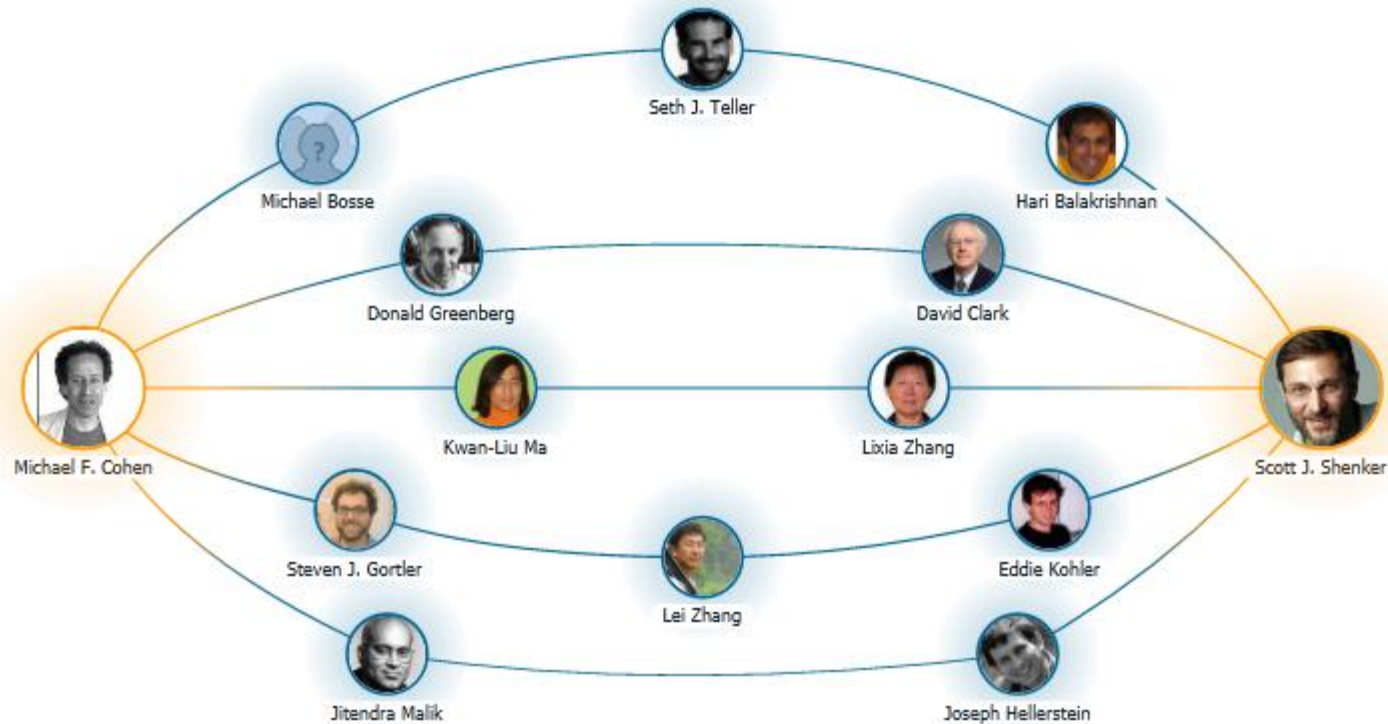 Seth J. Teller
Michael Bosse
Hari Balakrishnan
Donald Greenberg
David Clark
Michael F. Cohen
Kwan-Liu Ma
Lixia Zhang
Scott J. Shenker
Steven J. Gortler
Lei Zhang
Eddie Kohler
Jitendra Malik
Joseph Hellerstein
?